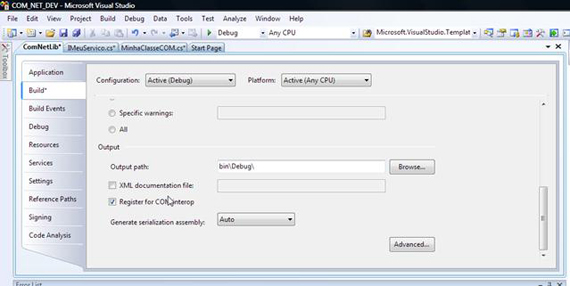 COM_NET_DEV - Microsoft Visual Studio
File Edit View Project Build Debug Data Tools Test Analyze Window Help
Debug Any CPU Microsoft.VisualStudio.Templat
ComNetLib* IMeuServico.cs* MinhaClasseCOM.cs* Start Page
Toolbox
Application
Build*
Build Events
Debug
Resources
Services
Settings
Reference Paths
Signing
Code Analysis
Configuration: Active (Debug) Platform: Active (Any CPU)
Specific warnings:
All
Output
Output path: bin\Debug\ Browse...
XML documentation file:
Register for COM interop
Generate serialization assembly: Auto
Advanced...
Error List